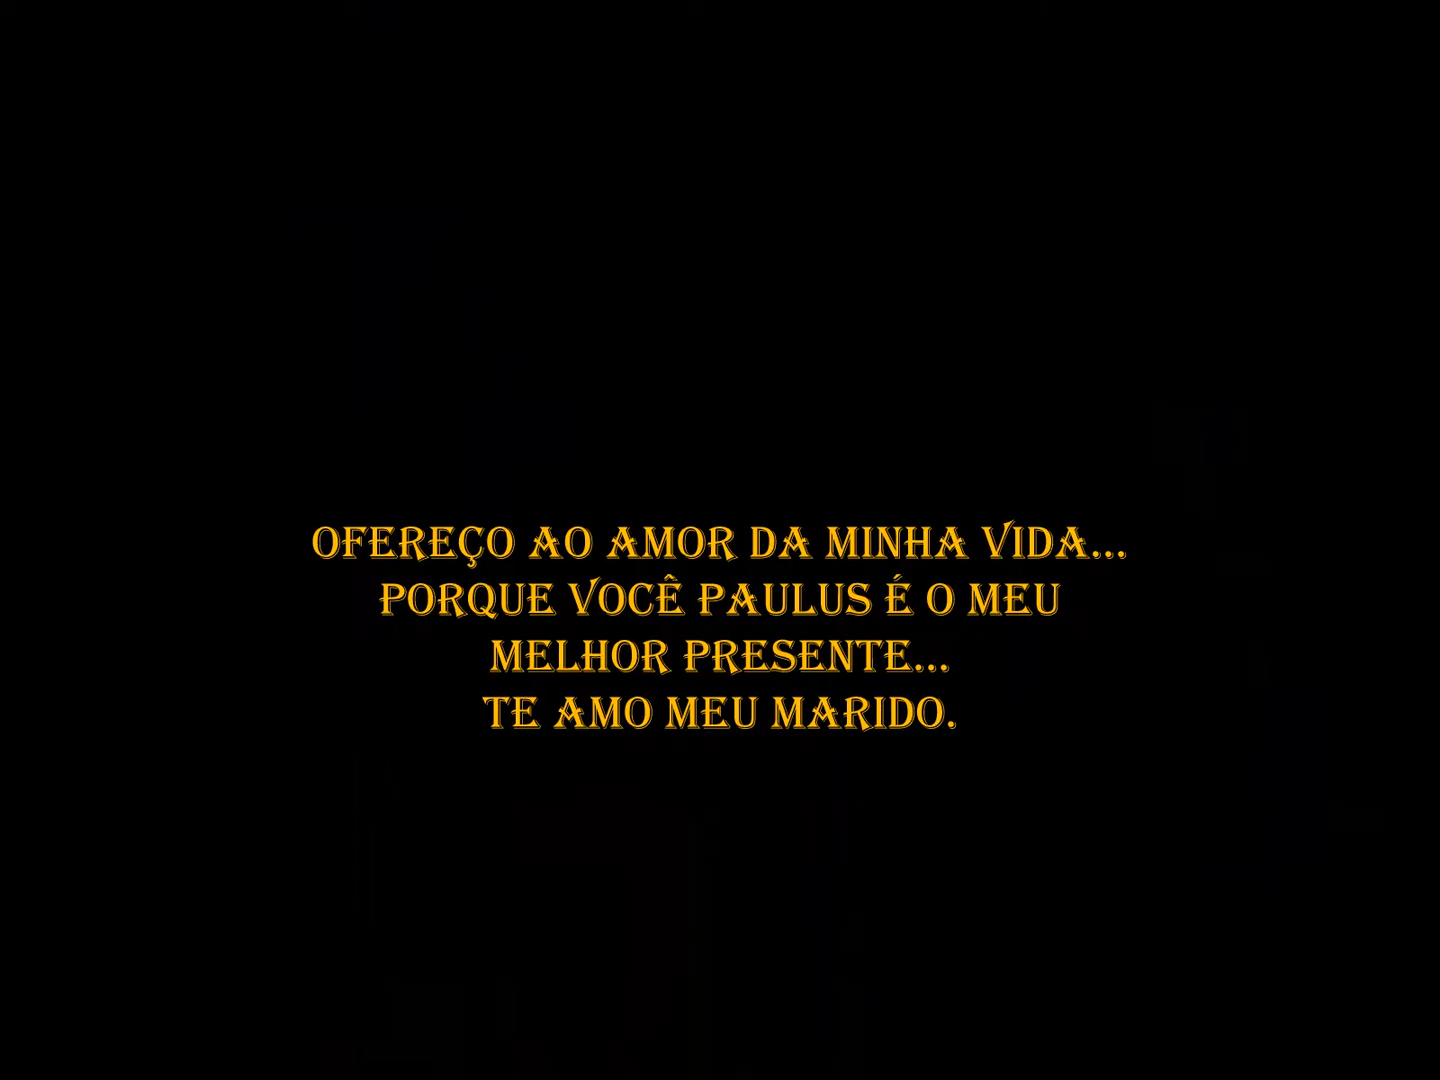 OFEREÇO AO AMOR DA MINHA VIDA...
PORQUE VOCÊ PAULUS É O MEU
MELHOR PRESENTE...
TE AMO MEU MARIDO.